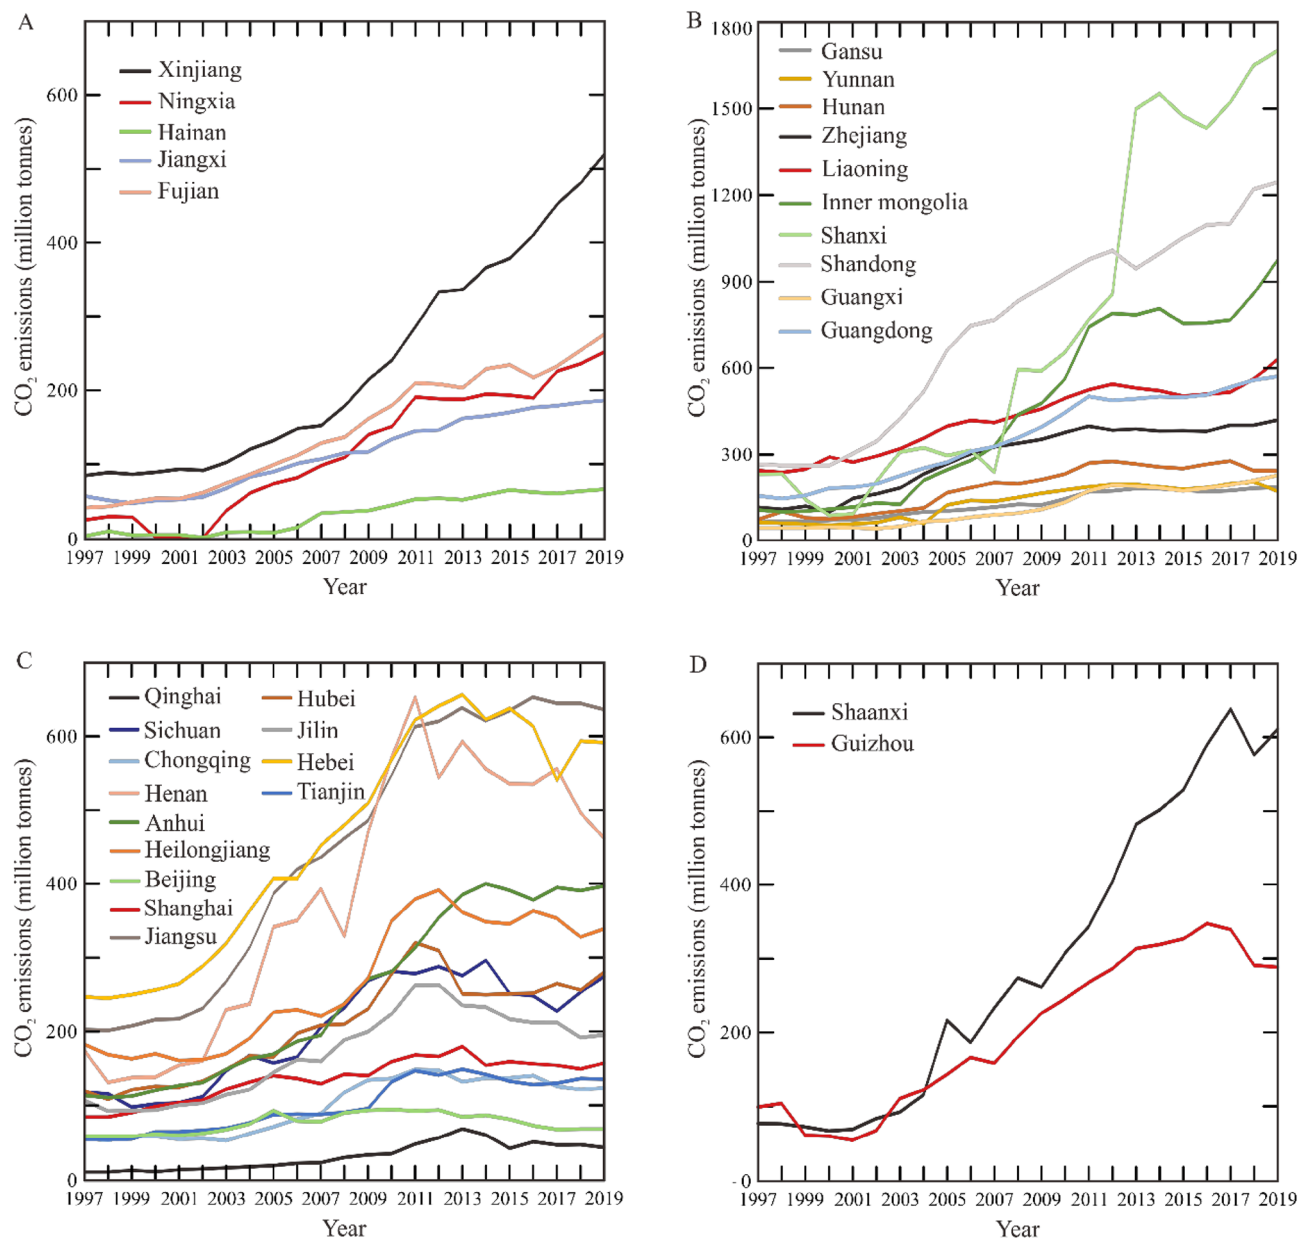 A
Xinjiang
Ningxia
Hainan
Jiangxi
Fujian
CO2 emissions (million tonnes)
600
400
200
0
1997 1999 2001 2003 2005 2007 2009 2011 2013 2015 2017 2019
Year
B
Gansu
Yunnan
Hunan
Zhejiang
Liaoning
Inner mongolia
Shanxi
Shandong
Guangxi
Guangdong
CO2 emissions (million tonnes)
1800
1500
1200
900
600
300
0
1997 1999 2001 2003 2005 2007 2009 2011 2013 2015 2017 2019
Year
C
Qinghai
Sichuan
Chongqing
Henan
Anhui
Heilongjiang
Beijing
Shanghai
Jiangsu
Hubei
Jilin
Hebei
Tianjin
CO2 emissions (million tonnes)
600
400
200
0
1997 1999 2001 2003 2005 2007 2009 2011 2013 2015 2017 2019
Year
D
Shaanxi
Guizhou
CO2 emissions (million tonnes)
600
400
200
- 0
1997 1999 2001 2003 2005 2007 2009 2011 2013 2015 2017 2019
Year